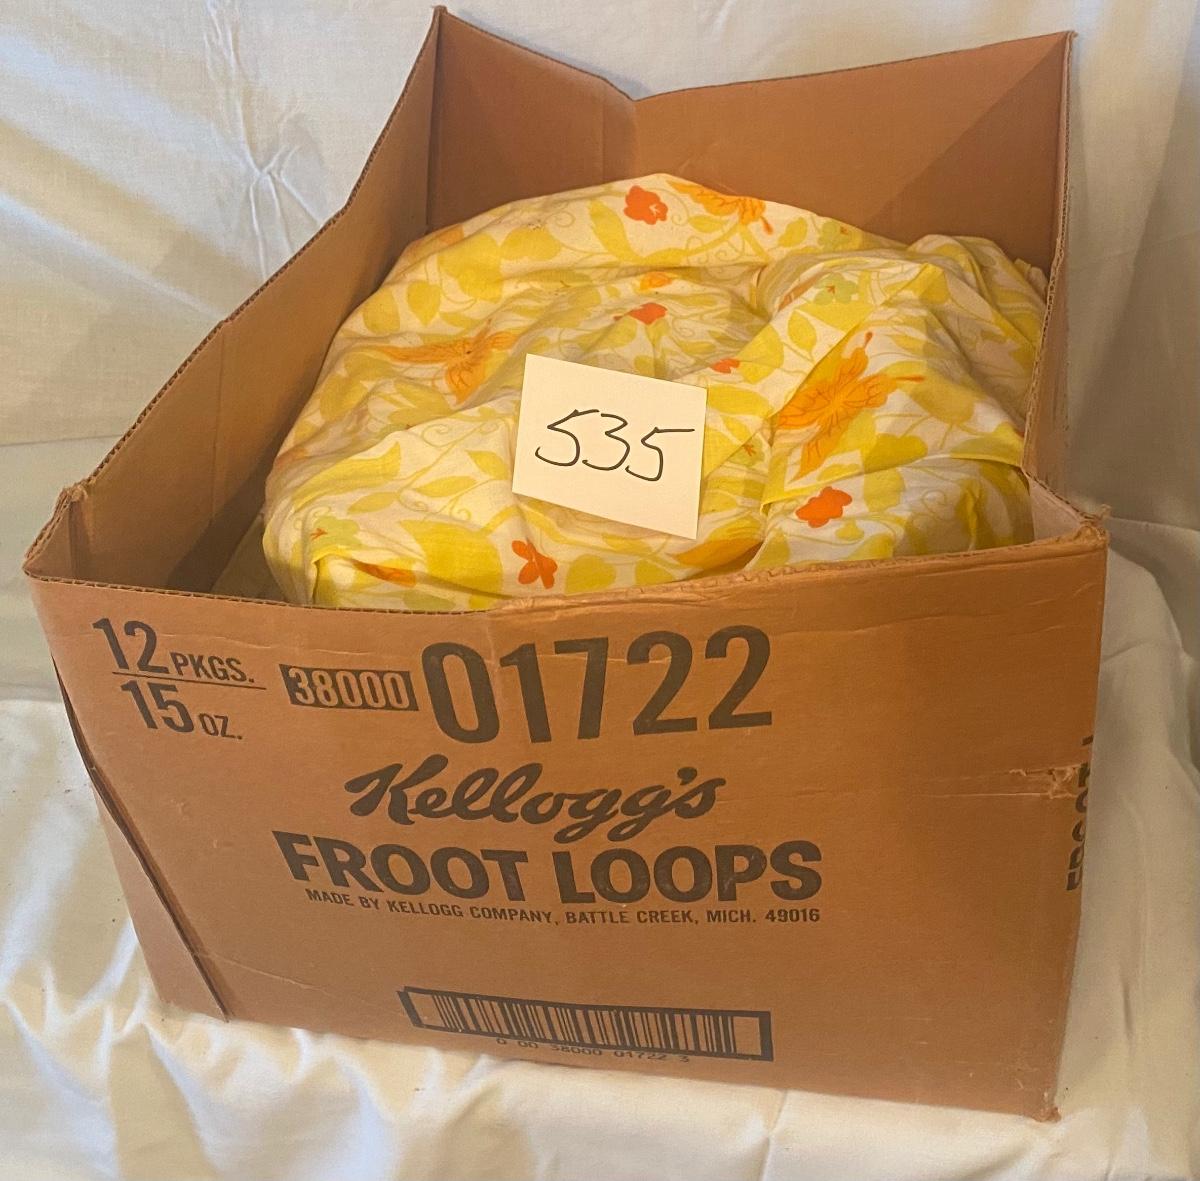 535
12 PKGS.
15 OZ.
38000 01722
Kellogg's
FROOT LOOPS
MADE BY KELLOGG COMPANY, BATTLE CREEK, MICH. 49016
0 00 38000 01722 3